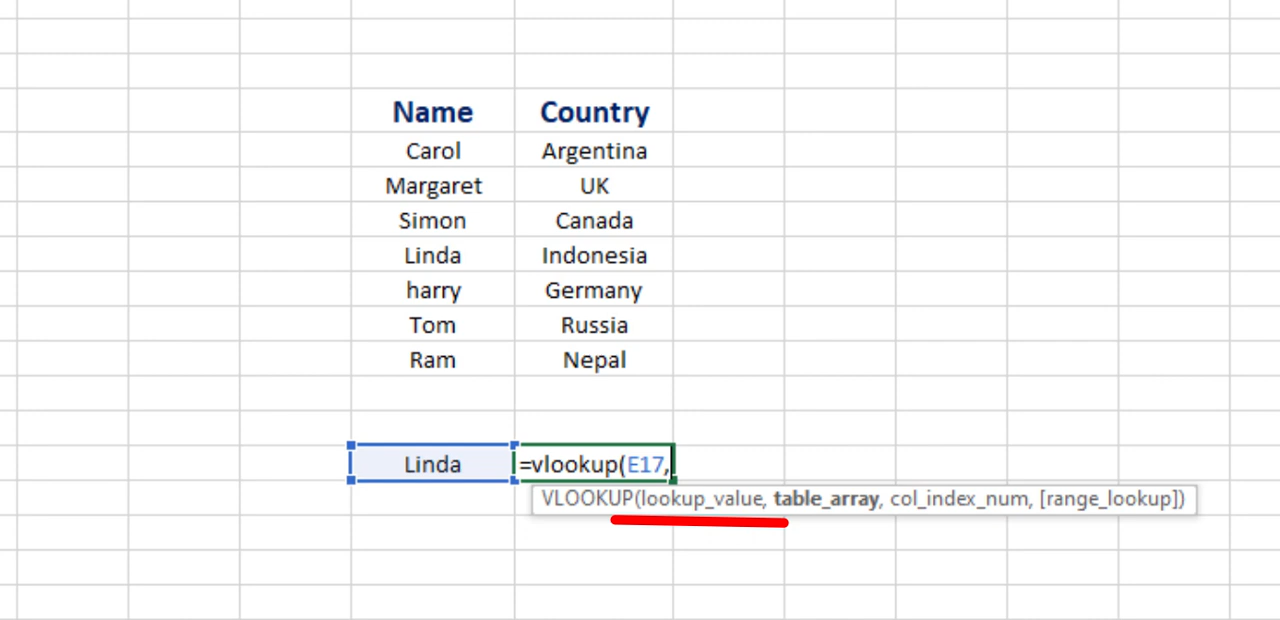 Name Country
Carol Argentina
Margaret UK
Simon Canada
Linda Indonesia
harry Germany
Tom Russia
Ram Nepal
Linda =vlookup(E17,
VLOOKUP(lookup_value, table_array, col_index_num, [range_lookup])